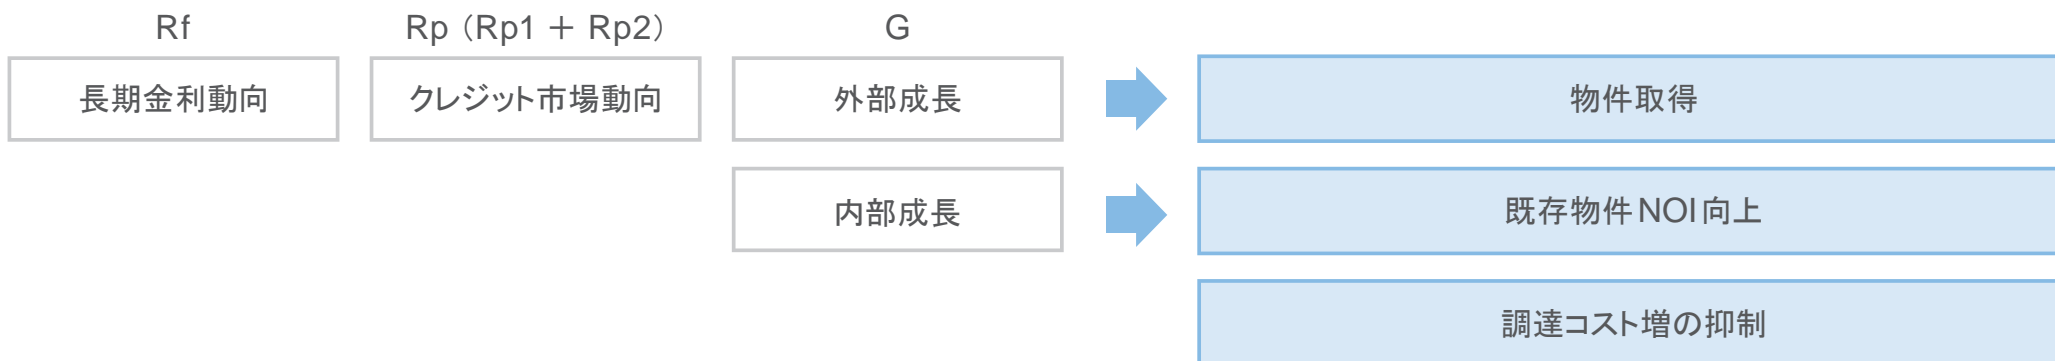 Rf
Rp（Rp1 ＋ Rp2）
G
長期金利動向
クレジット市場動向
外部成長
物件取得
内部成長
既存物件NOI向上
調達コスト増の抑制